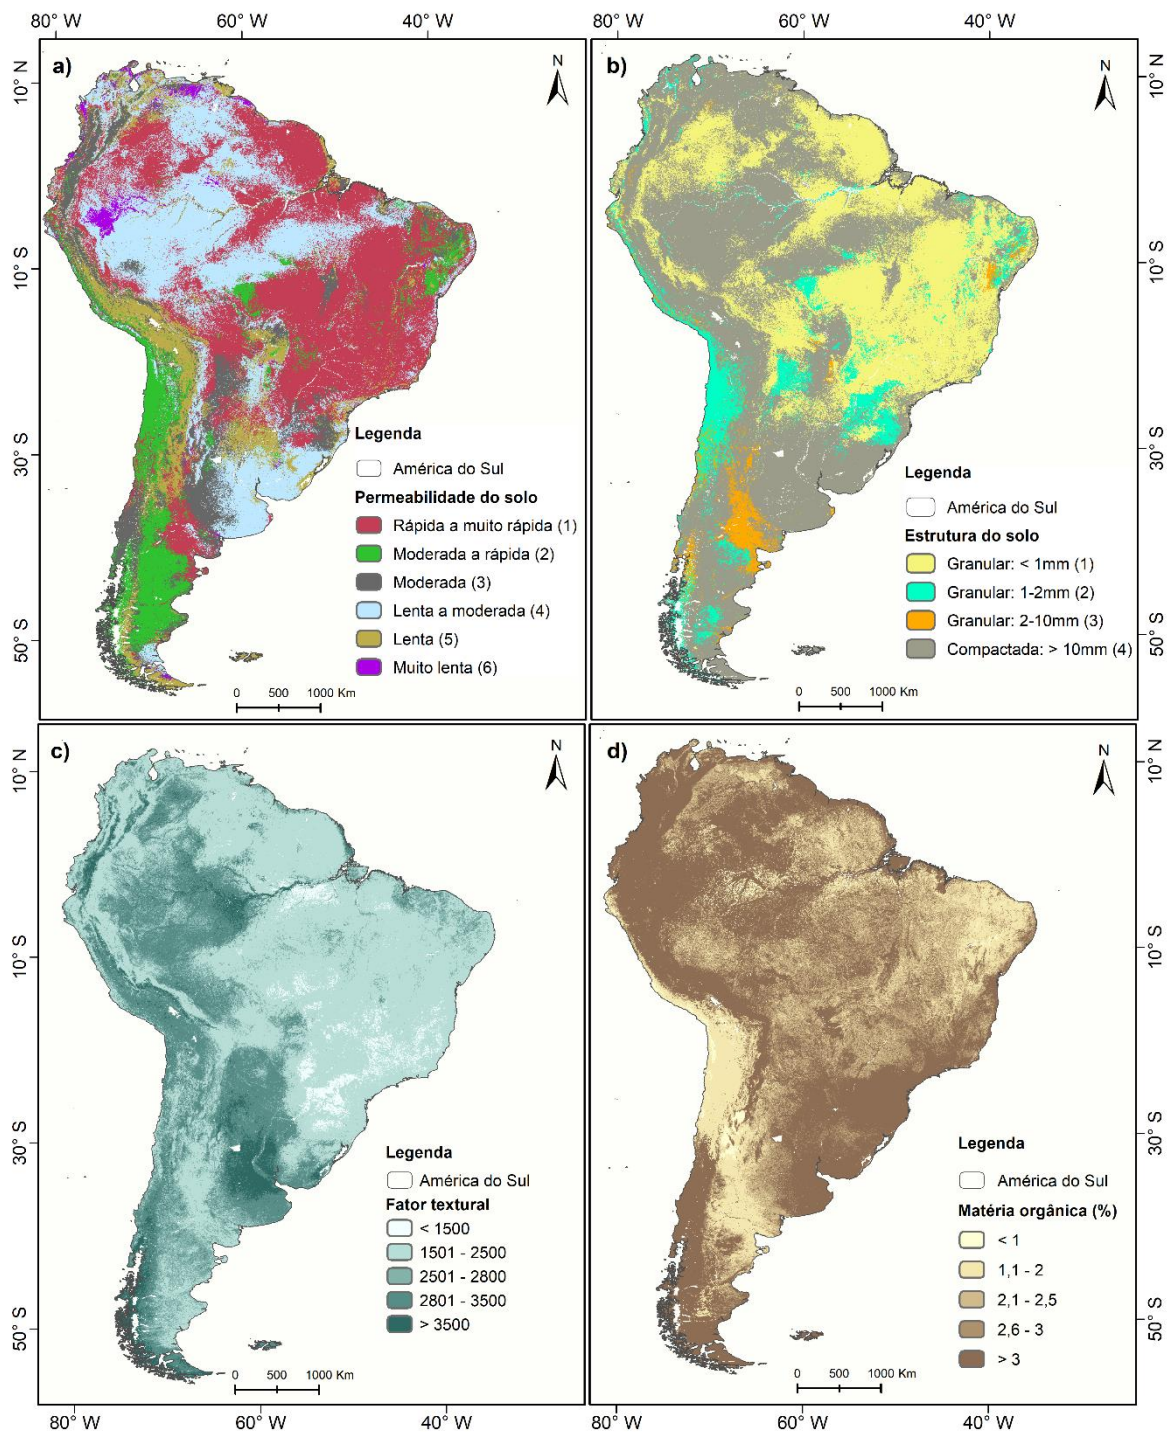 80° W 60° W 40° W
80° W 60° W 40° W
a)
N
10° N
10° S
30° S
50° S
Legenda
América do Sul
Permeabilidade do solo
Rápida a muito rápida (1)
Moderada a rápida (2)
Moderada (3)
Lenta a moderada (4)
Lenta (5)
Muito lenta (6)
0 500 1000 Km
b)
N
10° N
10° S
30° S
50° S
Legenda
América do Sul
Estrutura do solo
Granular: < 1mm (1)
Granular: 1-2mm (2)
Granular: 2-10mm (3)
Compactada: > 10mm (4)
0 500 1000 Km
c)
N
10° N
10° S
30° S
50° S
Legenda
América do Sul
Fator textural
< 1500
1501 - 2500
2501 - 2800
2801 - 3500
> 3500
0 500 1000 Km
d)
N
10° N
10° S
30° S
50° S
Legenda
América do Sul
Matéria orgânica (%)
< 1
1,1 - 2
2,1 - 2,5
2,6 - 3
> 3
0 500 1000 Km
80° W 60° W 40° W
80° W 60° W 40° W